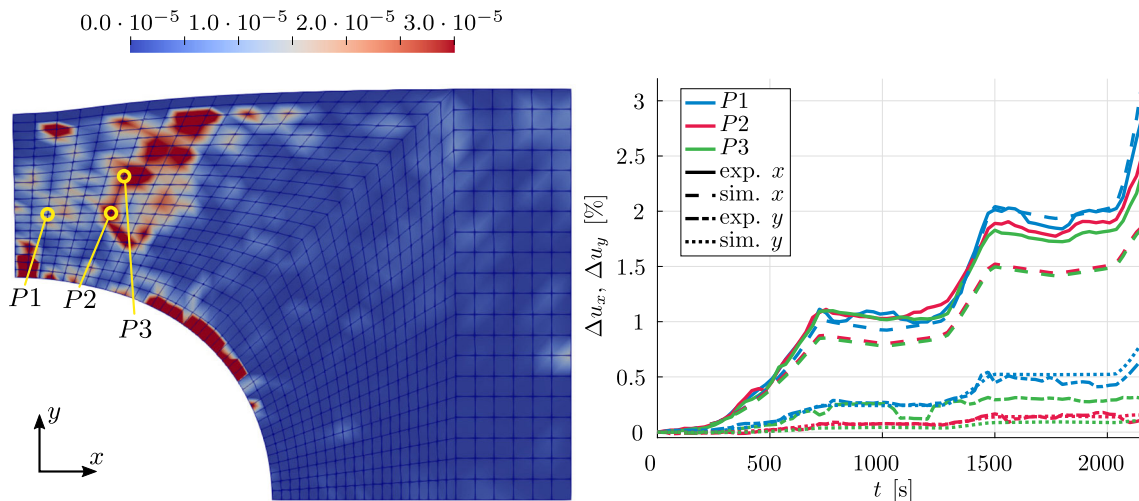 0.0 · 10⁻⁵ 1.0 · 10⁻⁵ 2.0 · 10⁻⁵ 3.0 · 10⁻⁵
P1
P2
P3
y
x
Δuₓ, Δu_y [%]
3
2.5
2
1.5
1
0.5
0
P1
P2
P3
exp. x
sim. x
exp. y
sim. y
0 500 1000 1500 2000
t [s]